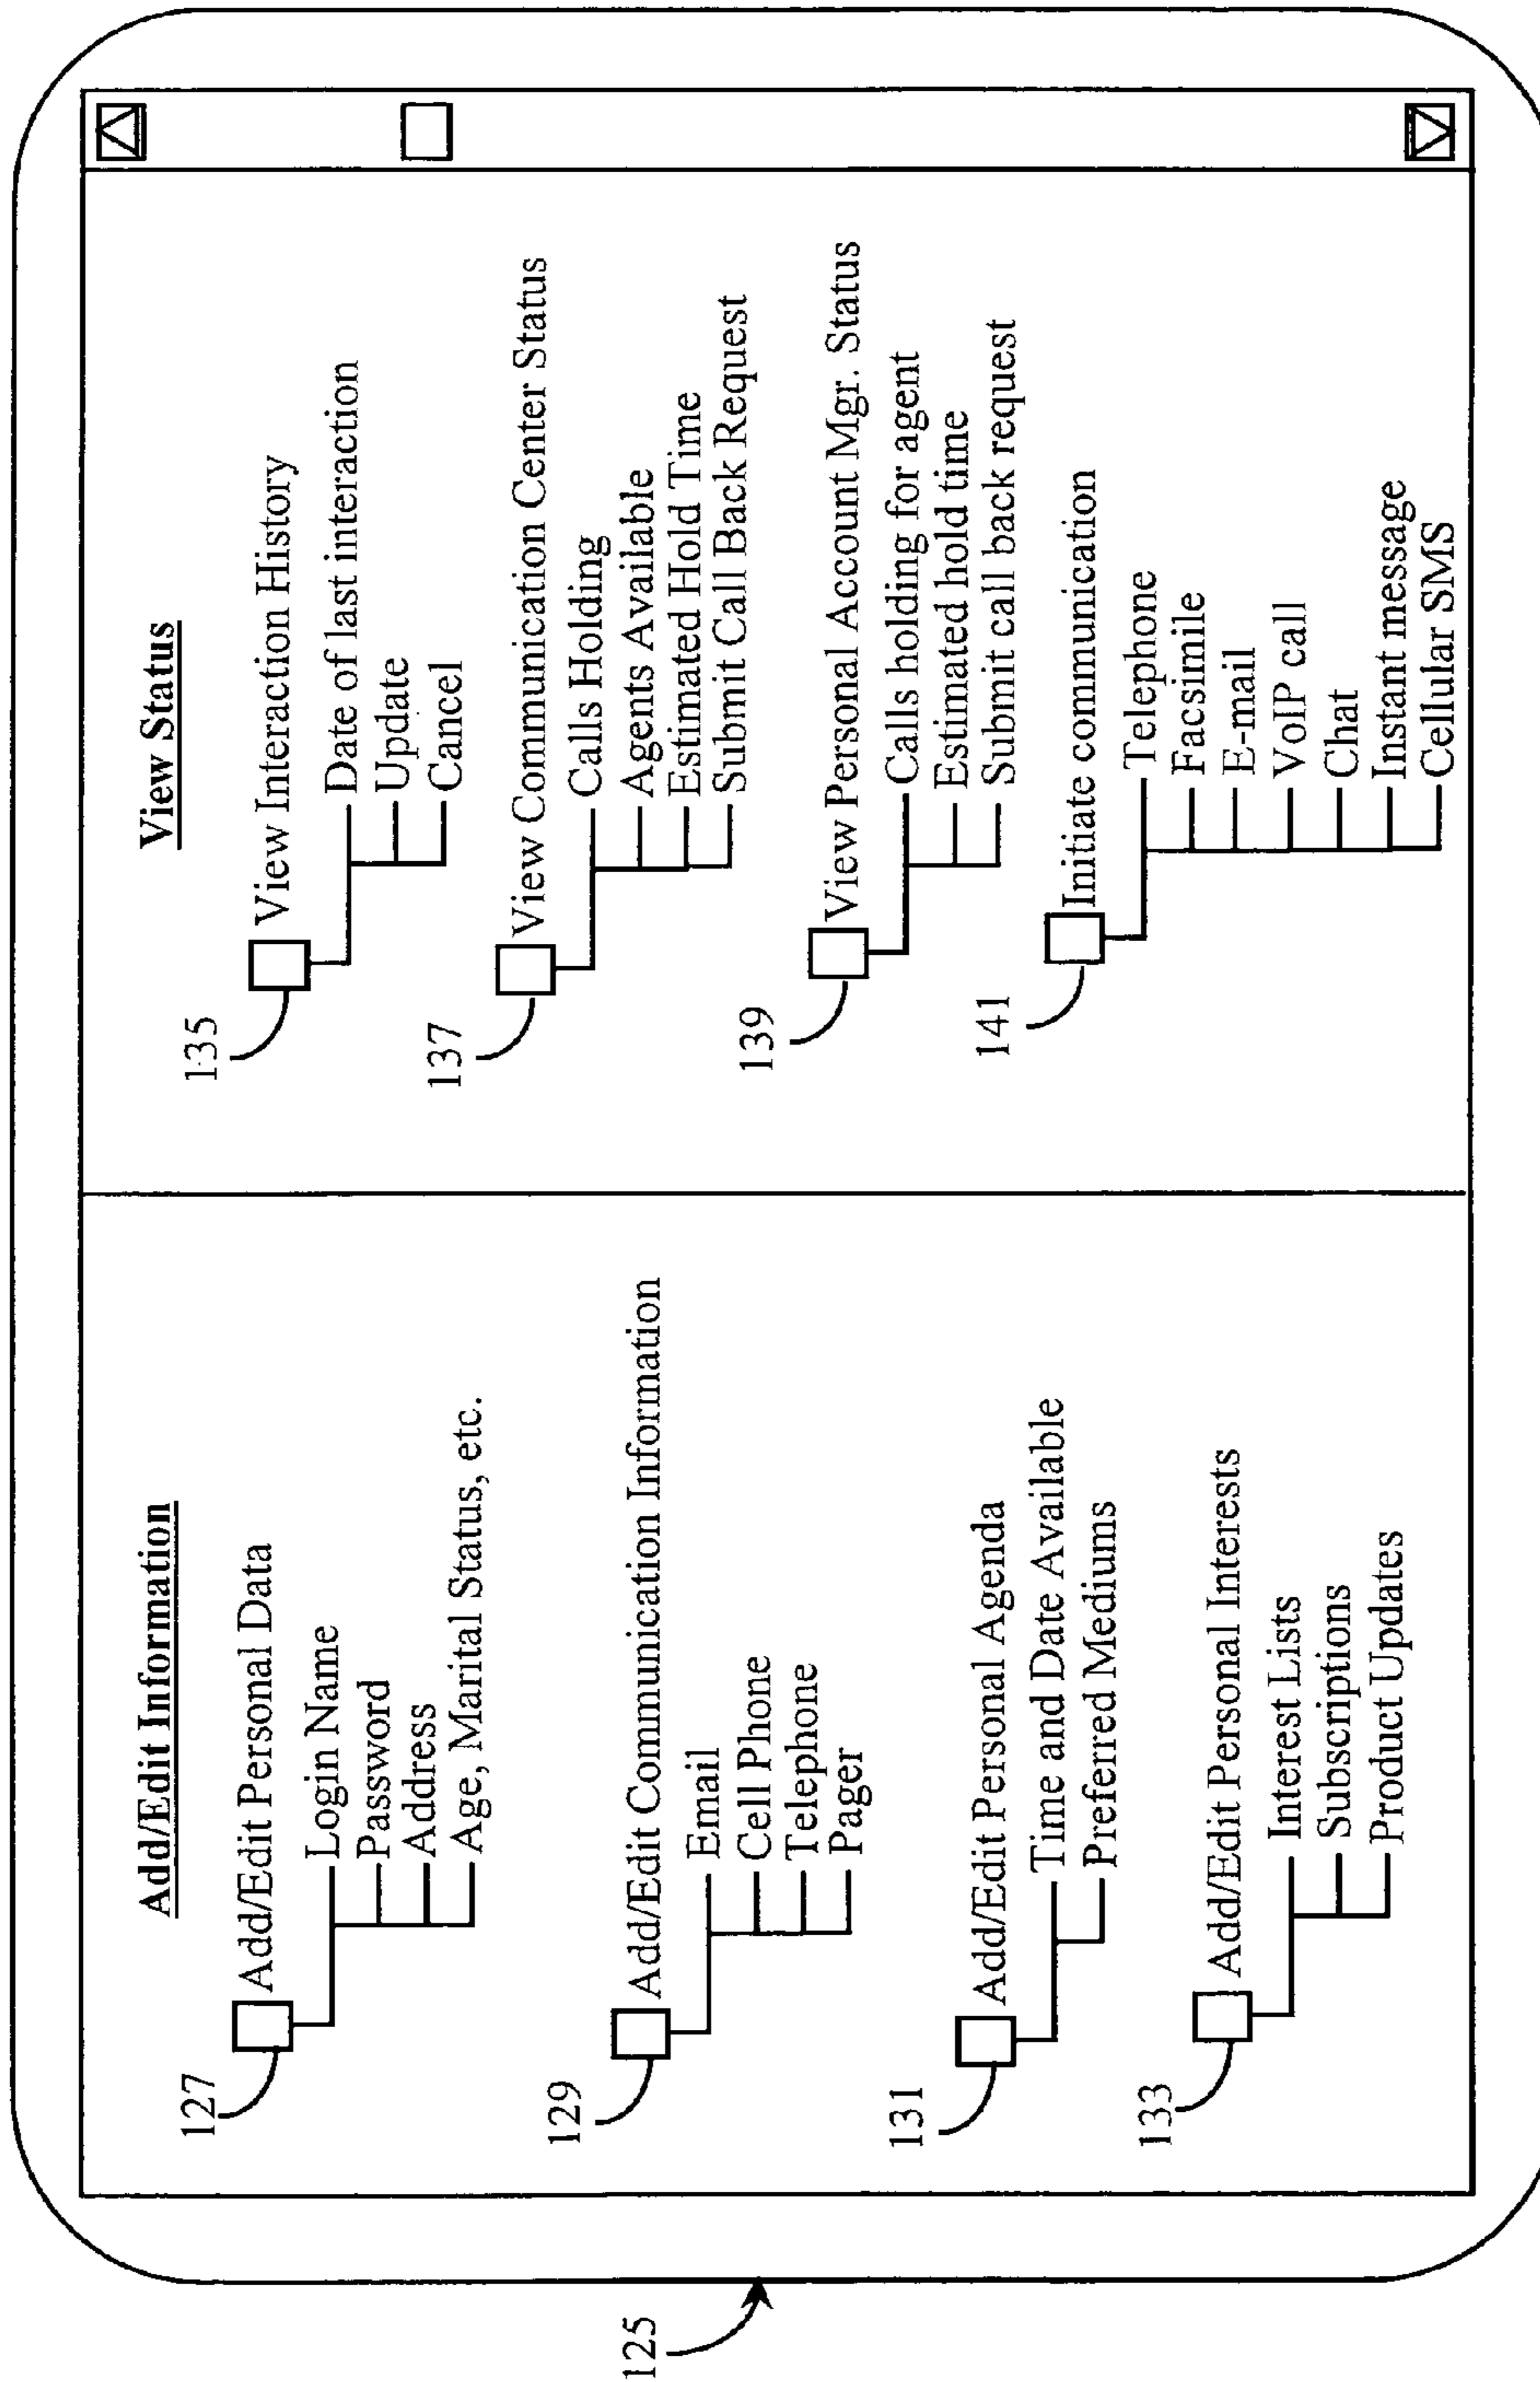 125
Add/Edit Information
127
Add/Edit Personal Data
Login Name
Password
Address
Age, Marital Status, etc.
129
Add/Edit Communication Information
Email
Cell Phone
Telephone
Pager
131
Add/Edit Personal Agenda
Time and Date Available
Preferred Mediums
133
Add/Edit Personal Interests
Interest Lists
Subscriptions
Product Updates
View Status
135
View Interaction History
Date of last interaction
Update
Cancel
137
View Communication Center Status
Calls Holding
Agents Available
Estimated Hold Time
Submit Call Back Request
139
View Personal Account Mgr. Status
Calls holding for agent
Estimated hold time
Submit call back request
141
Initiate communication
Telephone
Facsimile
E-mail
VoIP call
Chat
Instant message
Cellular SMS